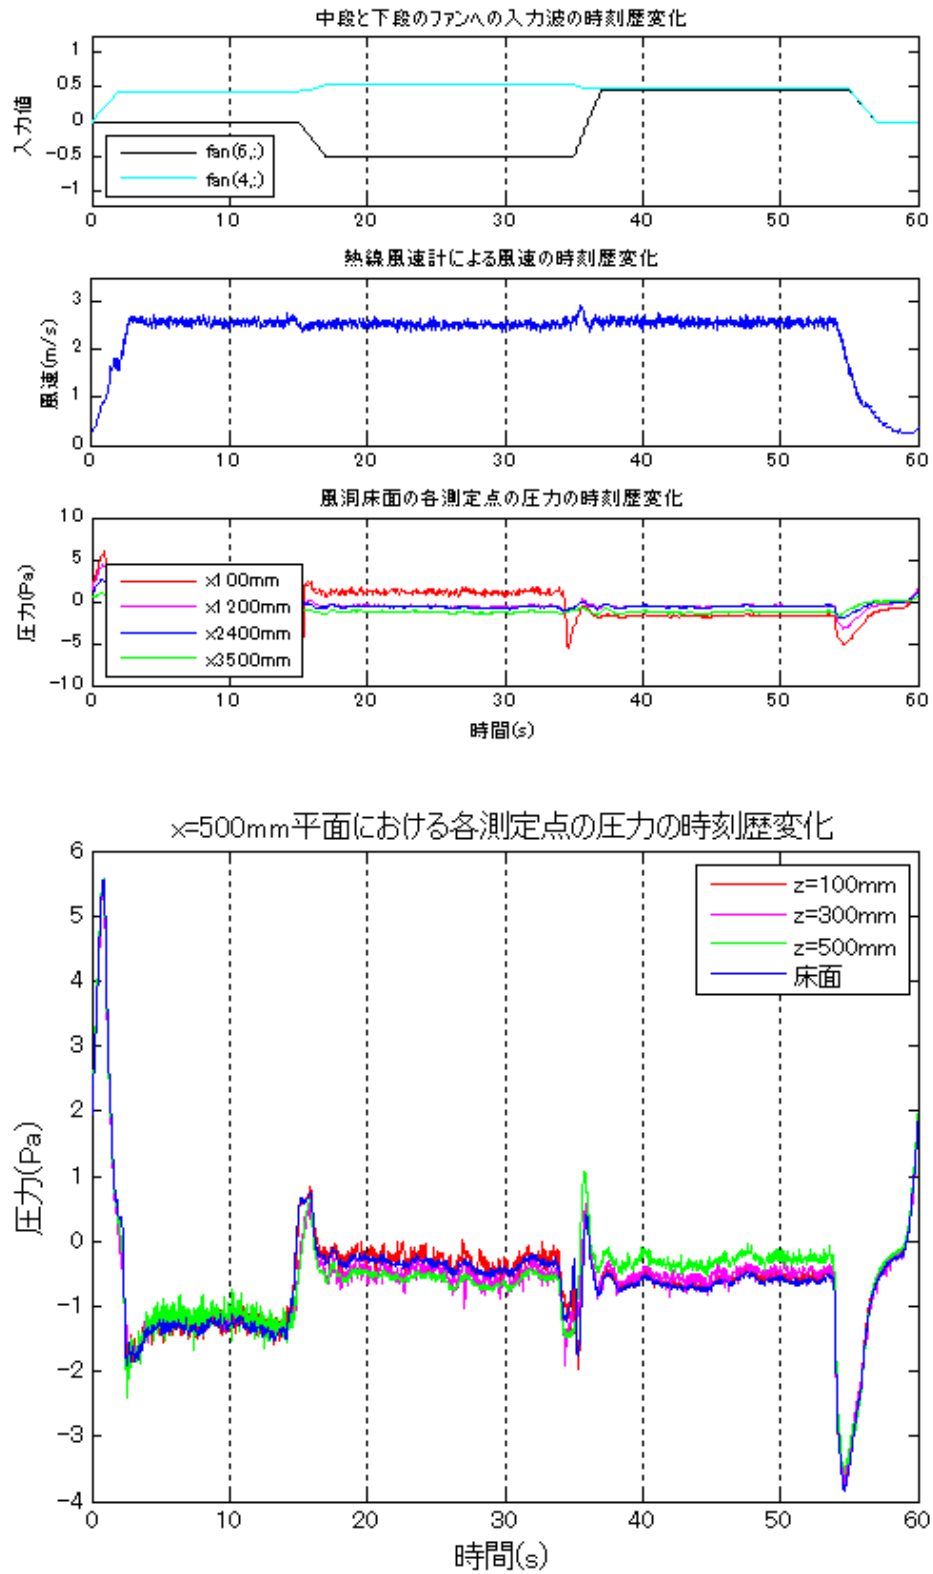 中段と下段のファンへの入力波の時刻歴変化
入力値
1
0.5
0
-0.5
-1
fan(6,:)
fan(4,:)
0 10 20 30 40 50 60
熱線風速計による風速の時刻歴変化
風速(m/s)
3
2
1
0
0 10 20 30 40 50 60
風洞床面の各測定点の圧力の時刻歴変化
圧力(Pa)
10
5
0
-5
-10
x100mm
x1200mm
x2400mm
x3500mm
0 10 20 30 40 50 60
時間(s)
x=500mm平面における各測定点の圧力の時刻歴変化
圧力(Pa)
6
5
4
3
2
1
0
-1
-2
-3
-4
z=100mm
z=300mm
z=500mm
床面
0 10 20 30 40 50 60
時間(s)